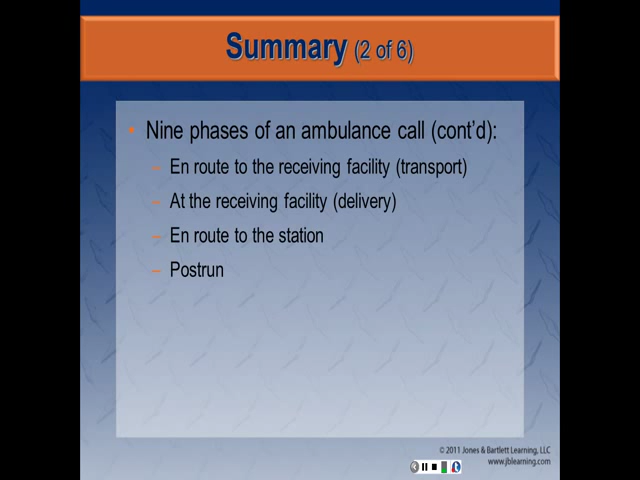 Summary (2 of 6)
• Nine phases of an ambulance call (cont'd):
– En route to the receiving facility (transport)
– At the receiving facility (delivery)
– En route to the station
– Postrun
© 2011 Jones & Bartlett Learning, LLC
www.jblearning.com